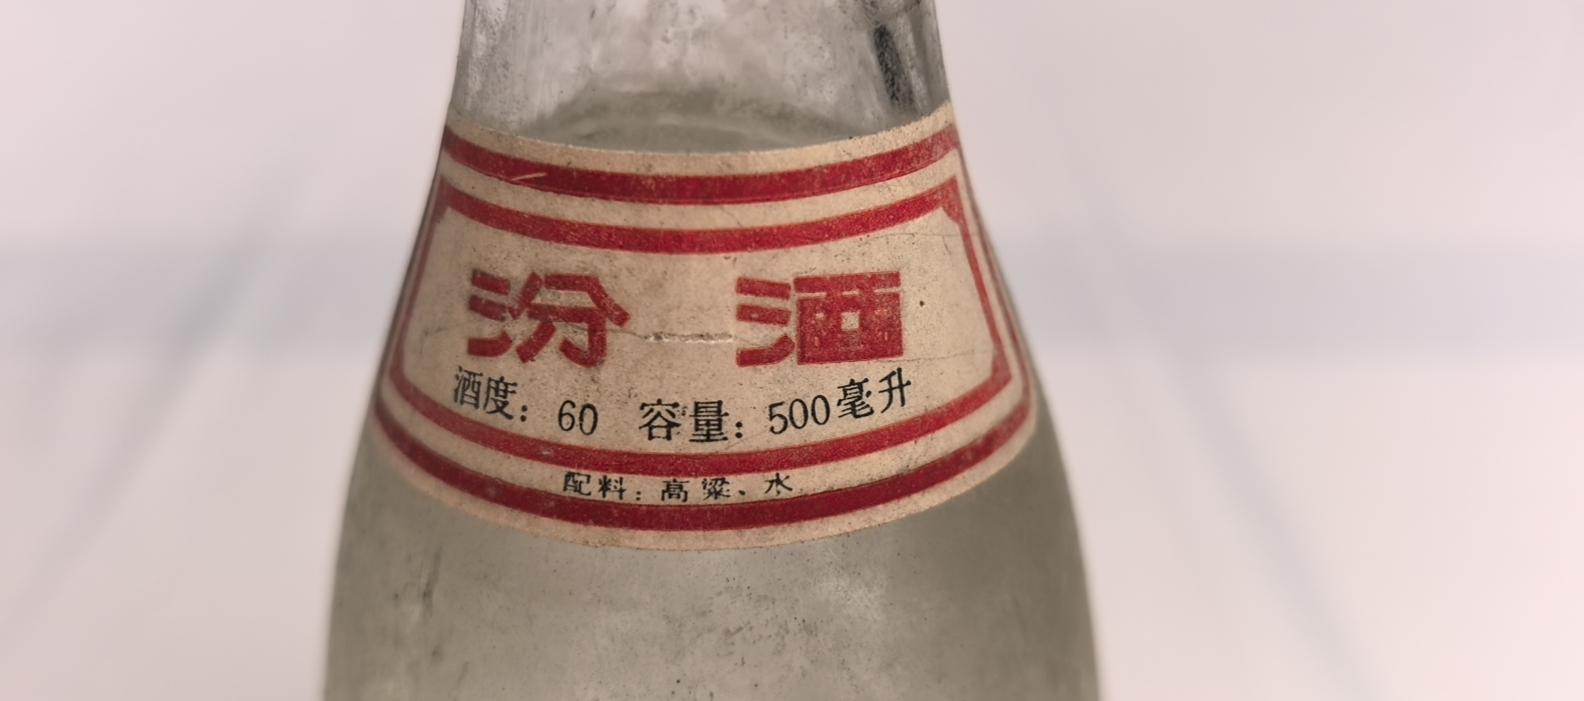 汾 酒
酒度: 60 容量: 500毫升
配料: 高粱、水